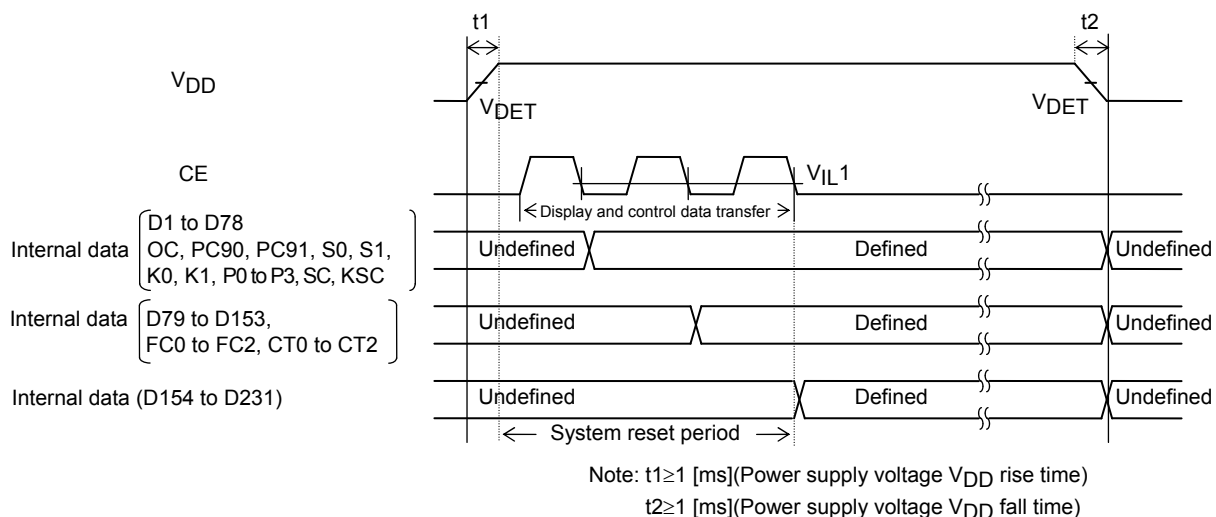 t1
t2
VDD
VDET
VDET
CE
VIL1
Display and control data transfer
Internal data
D1 to D78
OC, PC90, PC91, S0, S1,
K0, K1, P0 to P3, SC, KSC
Undefined
Defined
Undefined
Internal data
D79 to D153,
FC0 to FC2, CT0 to CT2
Undefined
Defined
Undefined
Internal data (D154 to D231)
Undefined
Defined
Undefined
System reset period
Note: t1≥1 [ms](Power supply voltage VDD rise time)
t2≥1 [ms](Power supply voltage VDD fall time)